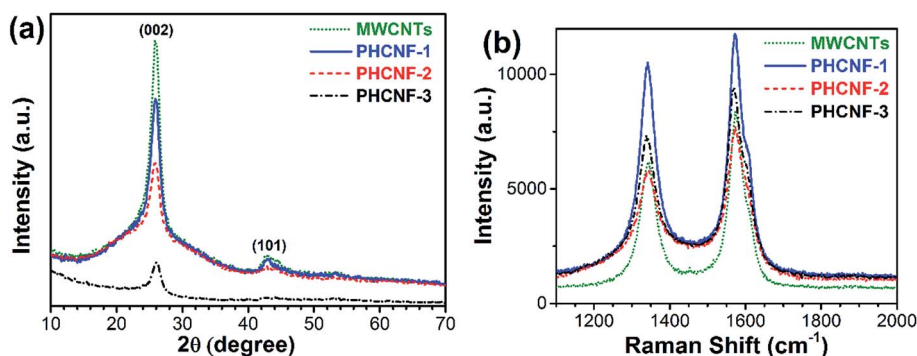 (a)
(002)
MWCNTs
PHCNF-1
PHCNF-2
PHCNF-3
(101)
Intensity (a.u.)
10 20 30 40 50 60 70
2θ (degree)
(b)
MWCNTs
PHCNF-1
PHCNF-2
PHCNF-3
10000
5000
0
Intensity (a.u.)
1200 1400 1600 1800 2000
Raman Shift (cm⁻¹)